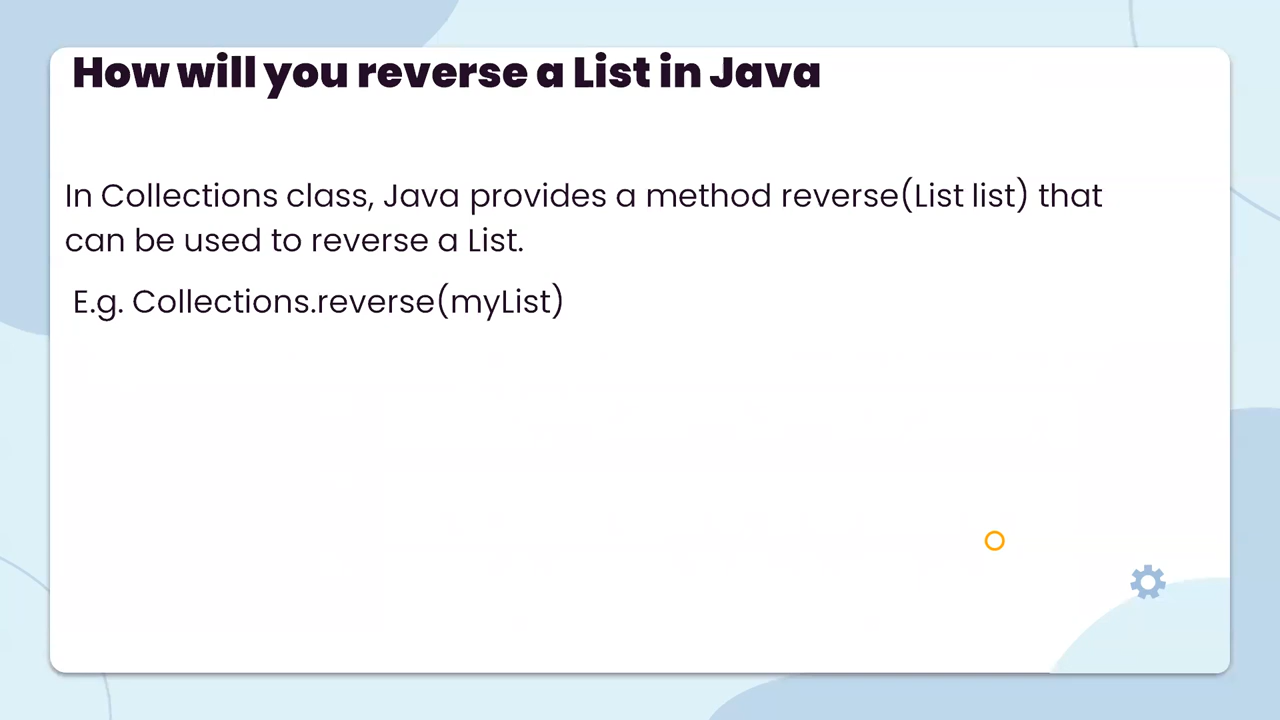 How will you reverse a List in Java
In Collections class, Java provides a method reverse(List list) that
can be used to reverse a List.
E.g. Collections.reverse(myList)